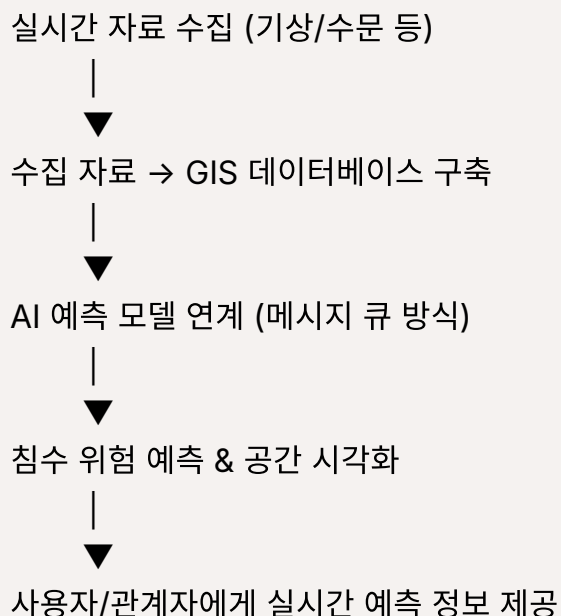 실시간 자료 수집 (기상/수문 등)
│
▼
수집 자료 → GIS 데이터베이스 구축
│
▼
AI 예측 모델 연계 (메시지 큐 방식)
│
▼
침수 위험 예측 & 공간 시각화
│
▼
사용자/관계자에게 실시간 예측 정보 제공